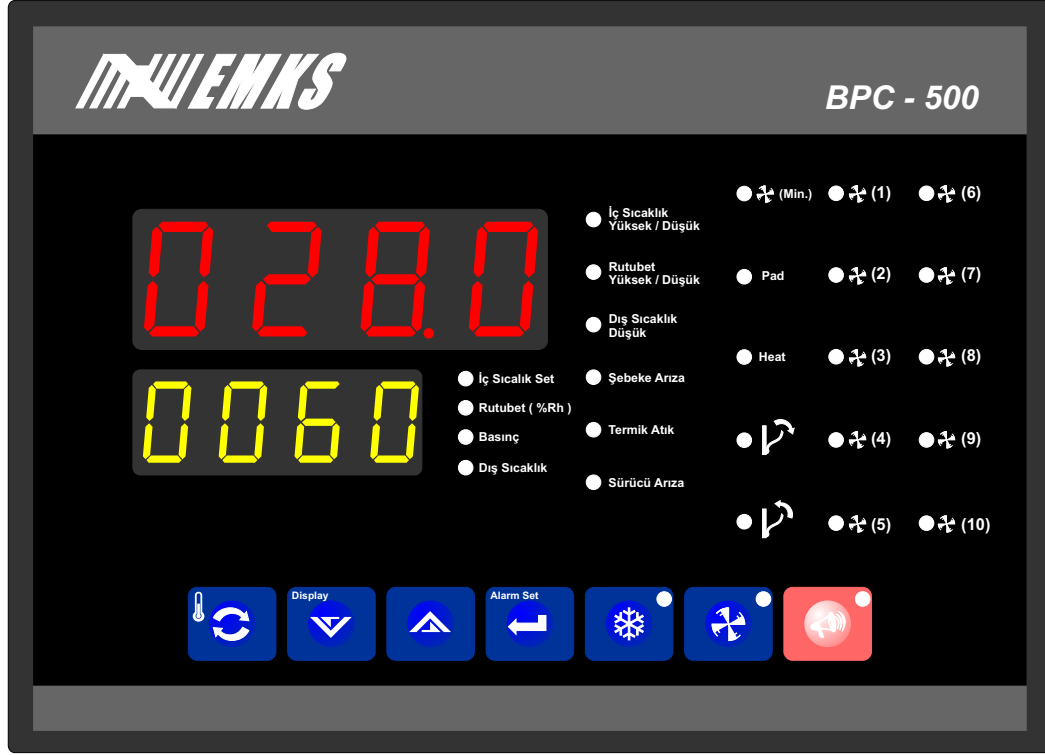 EMKS
BPC - 500
028.0
0060
İç Sıcalık Set
Rutubet ( %Rh )
Basınç
Dış Sıcaklık
İç Sıcaklık
Yüksek / Düşük
Rutubet
Yüksek / Düşük
Dış Sıcaklık
Düşük
Şebeke Arıza
Termik Atık
Sürücü Arıza
(Min.) (1) (6)
Pad (2) (7)
Heat (3) (8)
(4) (9)
(5) (10)
Display
Alarm Set